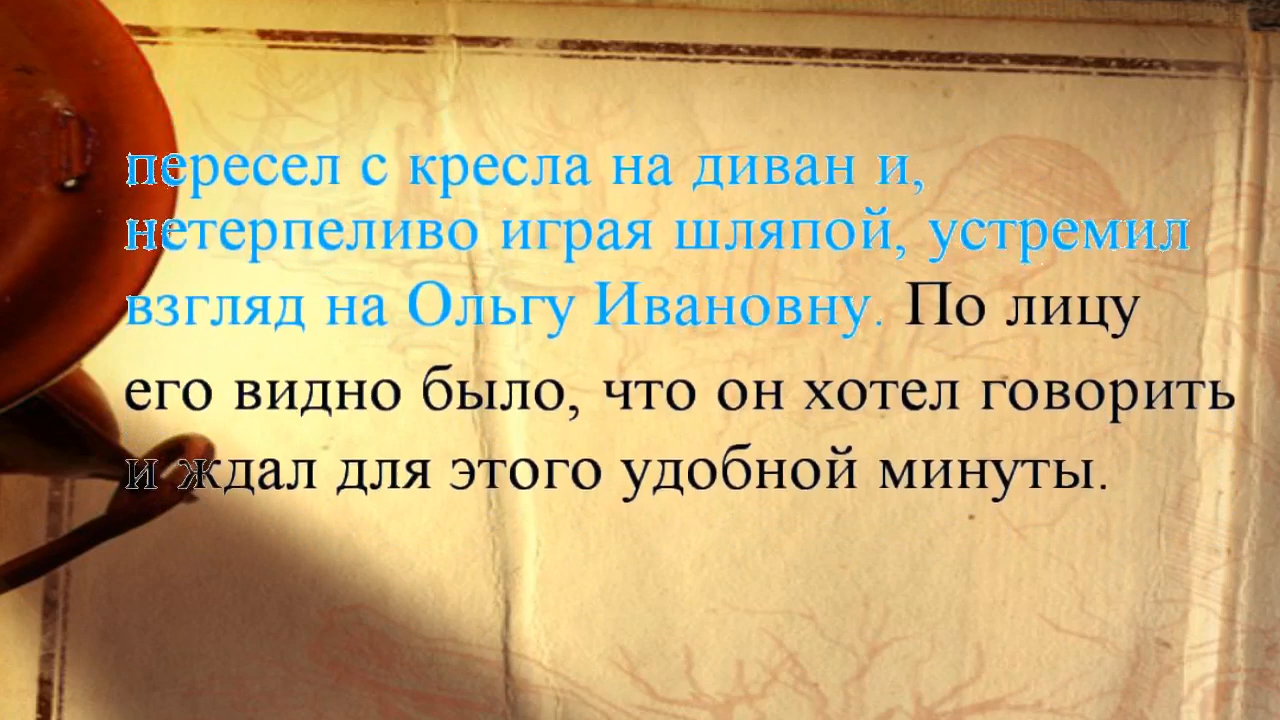 пересел с кресла на диван и,
нетерпеливо играя шляпой, устремил
взгляд на Ольгу Ивановну. По лицу
его видно было, что он хотел говорить
и ждал для этого удобной минуты.